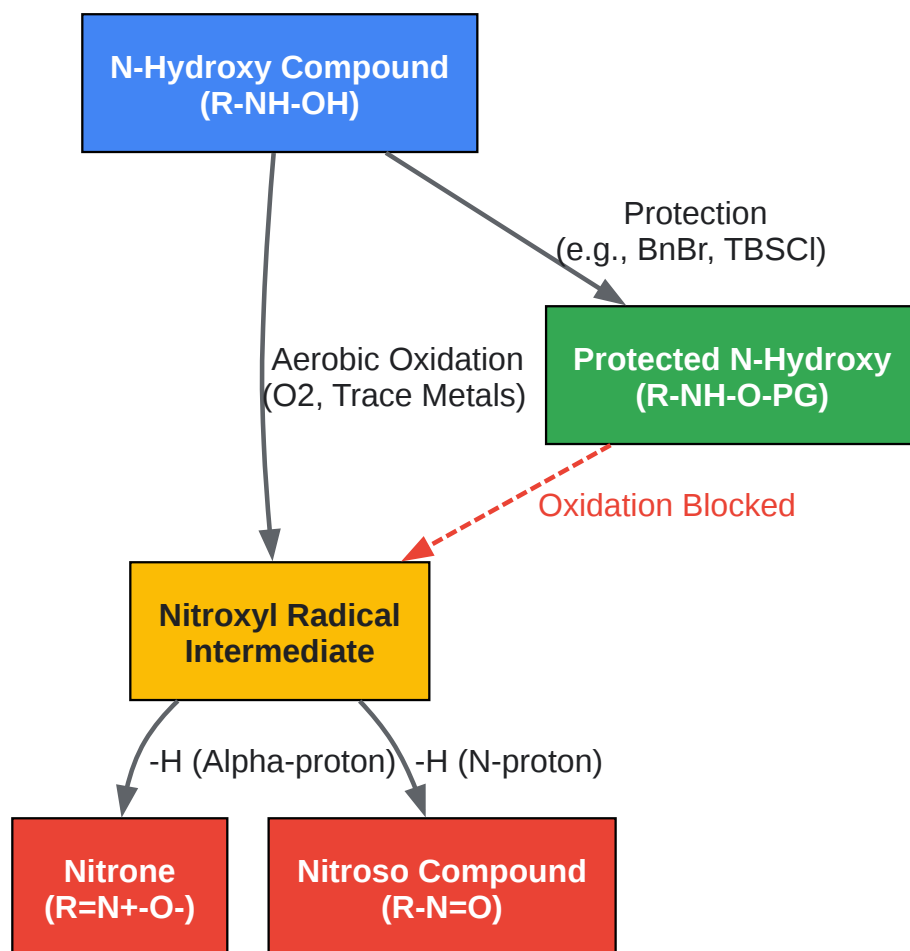 N-Hydroxy Compound
(R-NH-OH)
Protection
(e.g., BnBr, TBSCl)
Aerobic Oxidation
(O2, Trace Metals)
Protected N-Hydroxy
(R-NH-O-PG)
Oxidation Blocked
Nitroxyl Radical
Intermediate
-H (Alpha-proton)
-H (N-proton)
Nitrone
(R=N+-O-)
Nitroso Compound
(R-N=O)